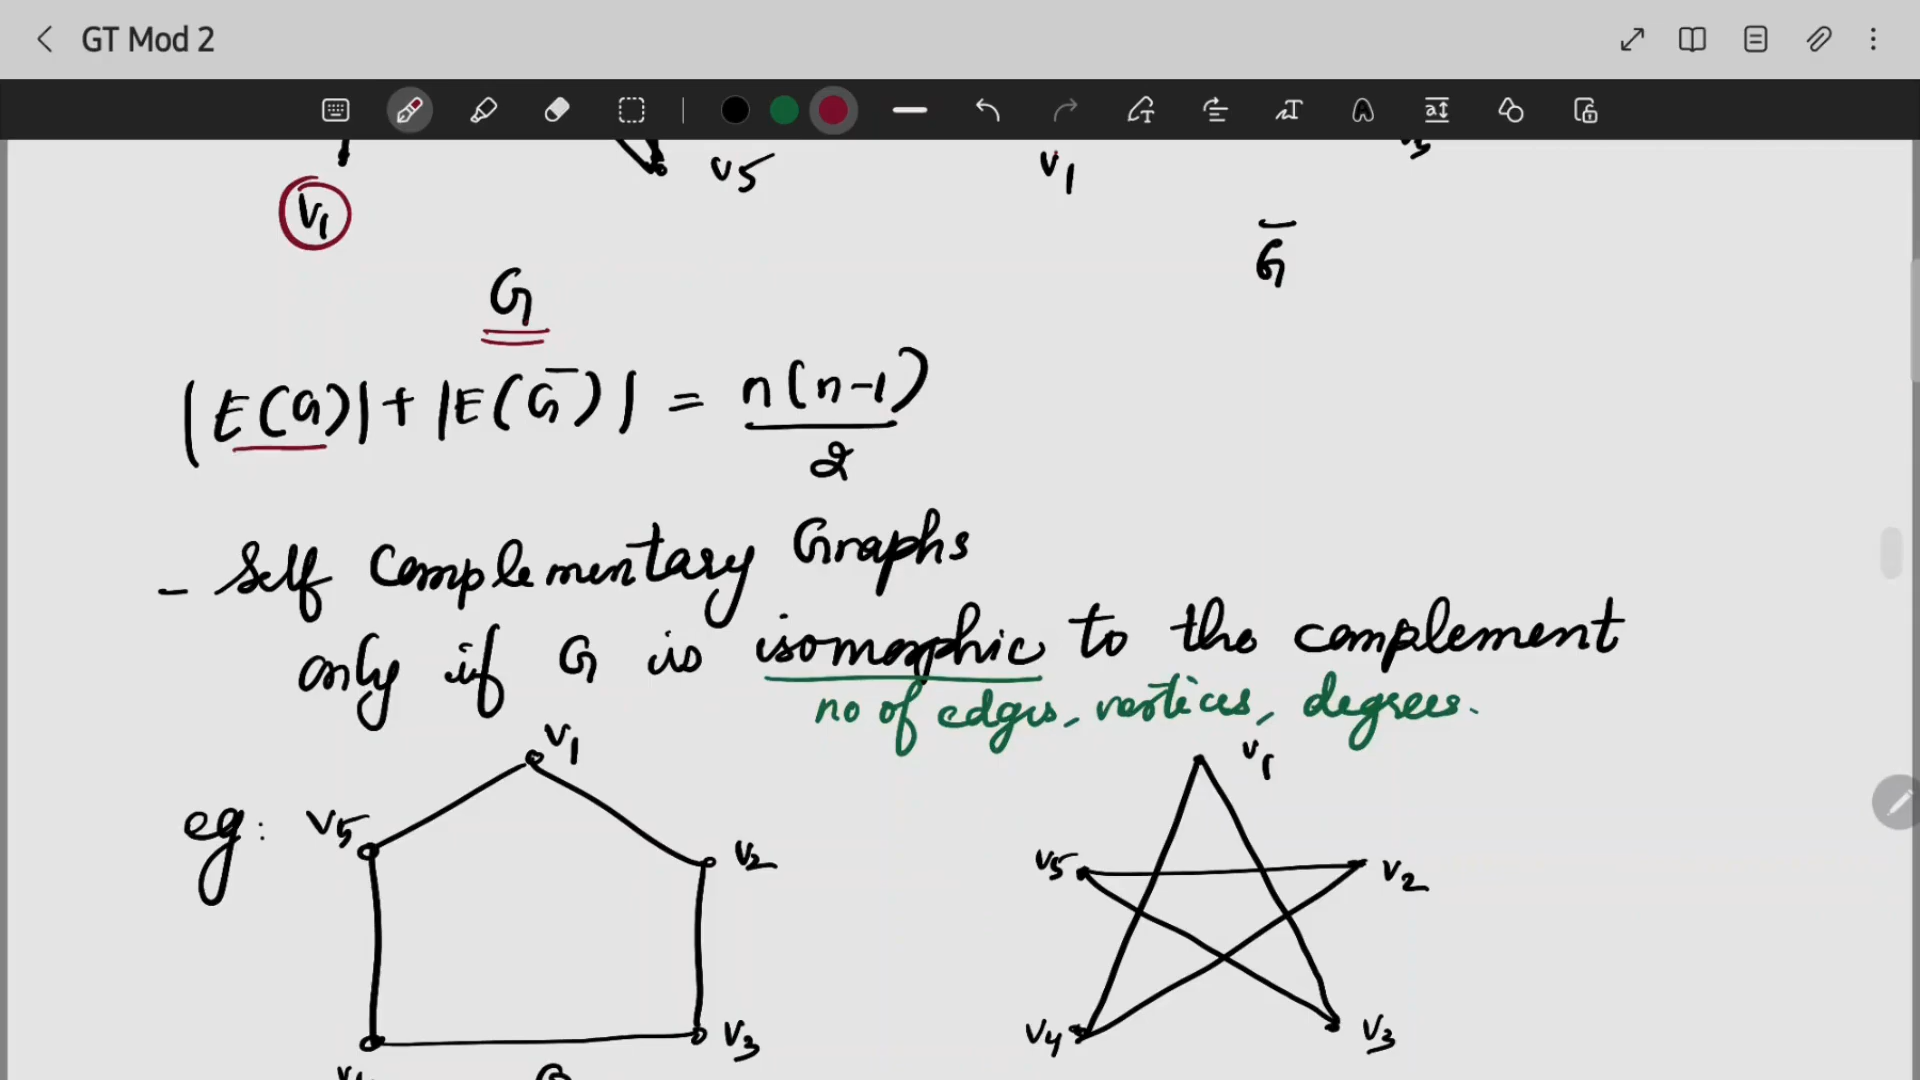 GT Mod 2
v5 v1 v3
v1
G̅
G
|E(G)| + |E(G̅)| = n(n-1)/2
- Self Complementary Graphs
only if G is isomorphic to the complement
no of edges, vertices, degrees.
v1 v1
eg: v5 v2 v5 v2
v3 v4 v3